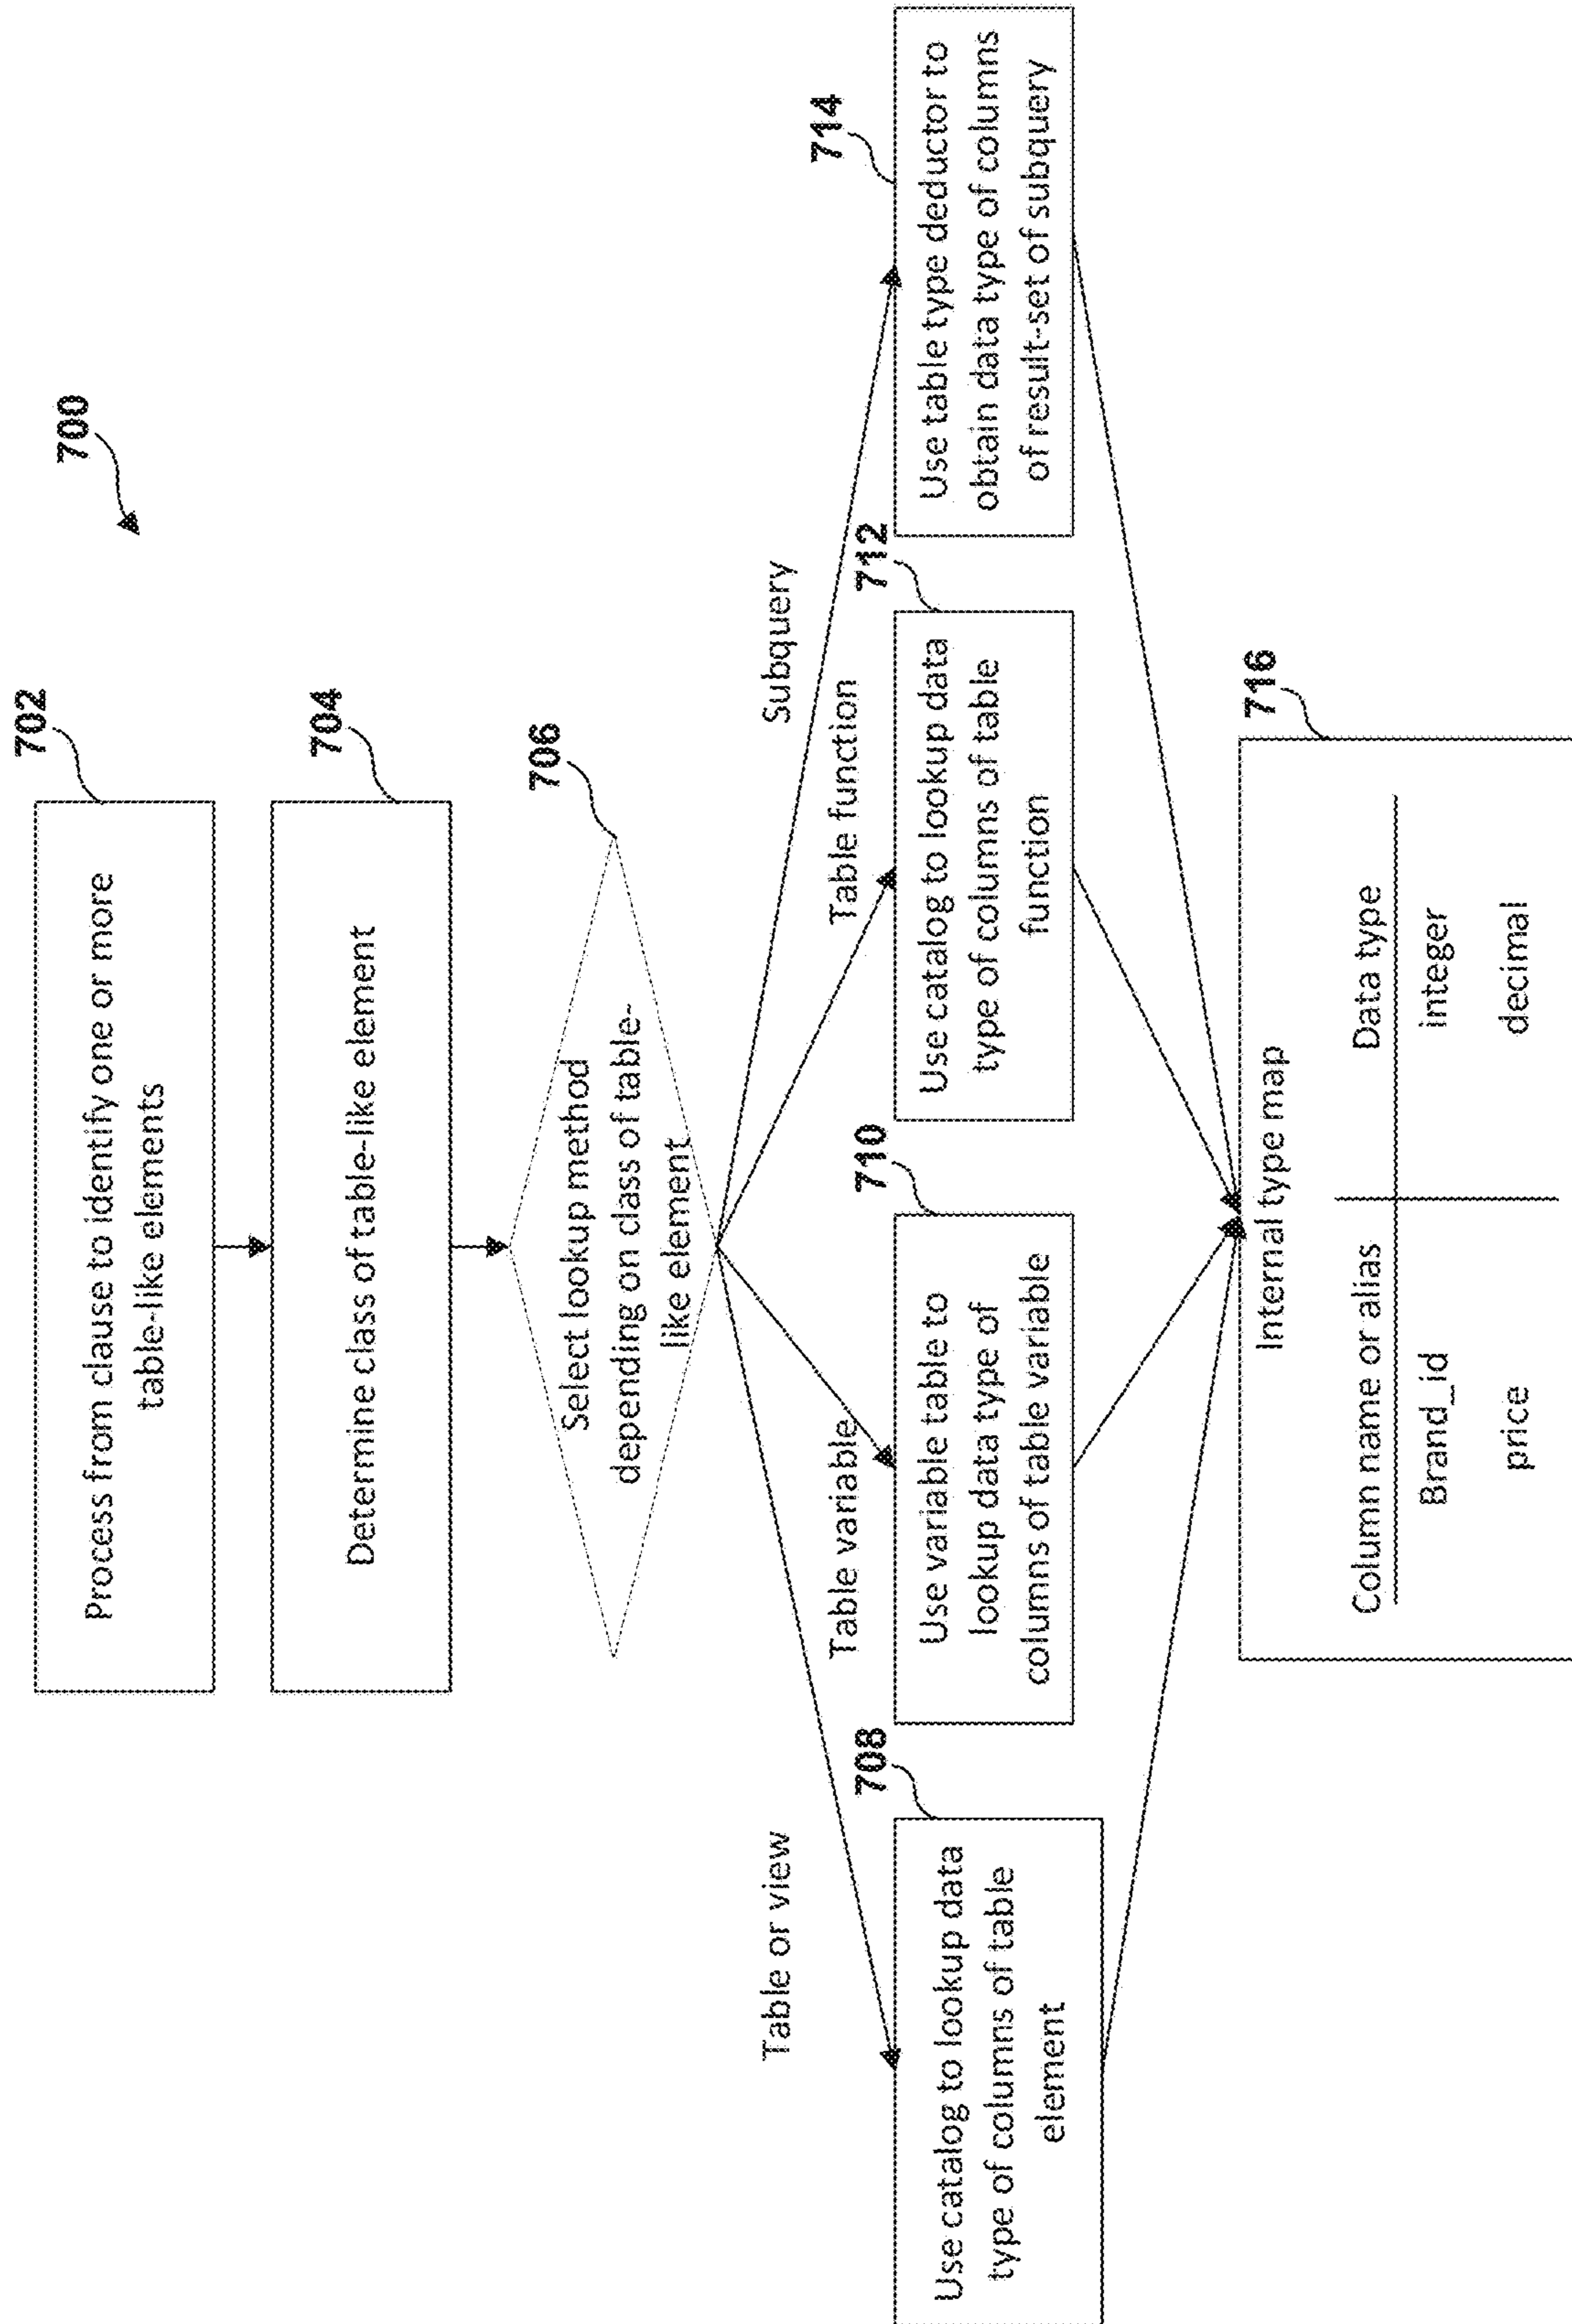 700
702
Process from clause to identify one or more
table-like elements
704
Determine class of table-like element
706
Select lookup method
depending on class of table-
like element
Table or view
Table variable
Table function
Subquery
708
Use catalog to lookup data
type of columns of table
element
710
Use variable table to
lookup data type of
columns of table variable
712
Use catalog to lookup data
type of columns of table
function
714
Use table type deductor to
obtain data type of columns
of result-set of subquery
716
Internal type map
Column name or alias
Data type
Brand_id
integer
price
decimal